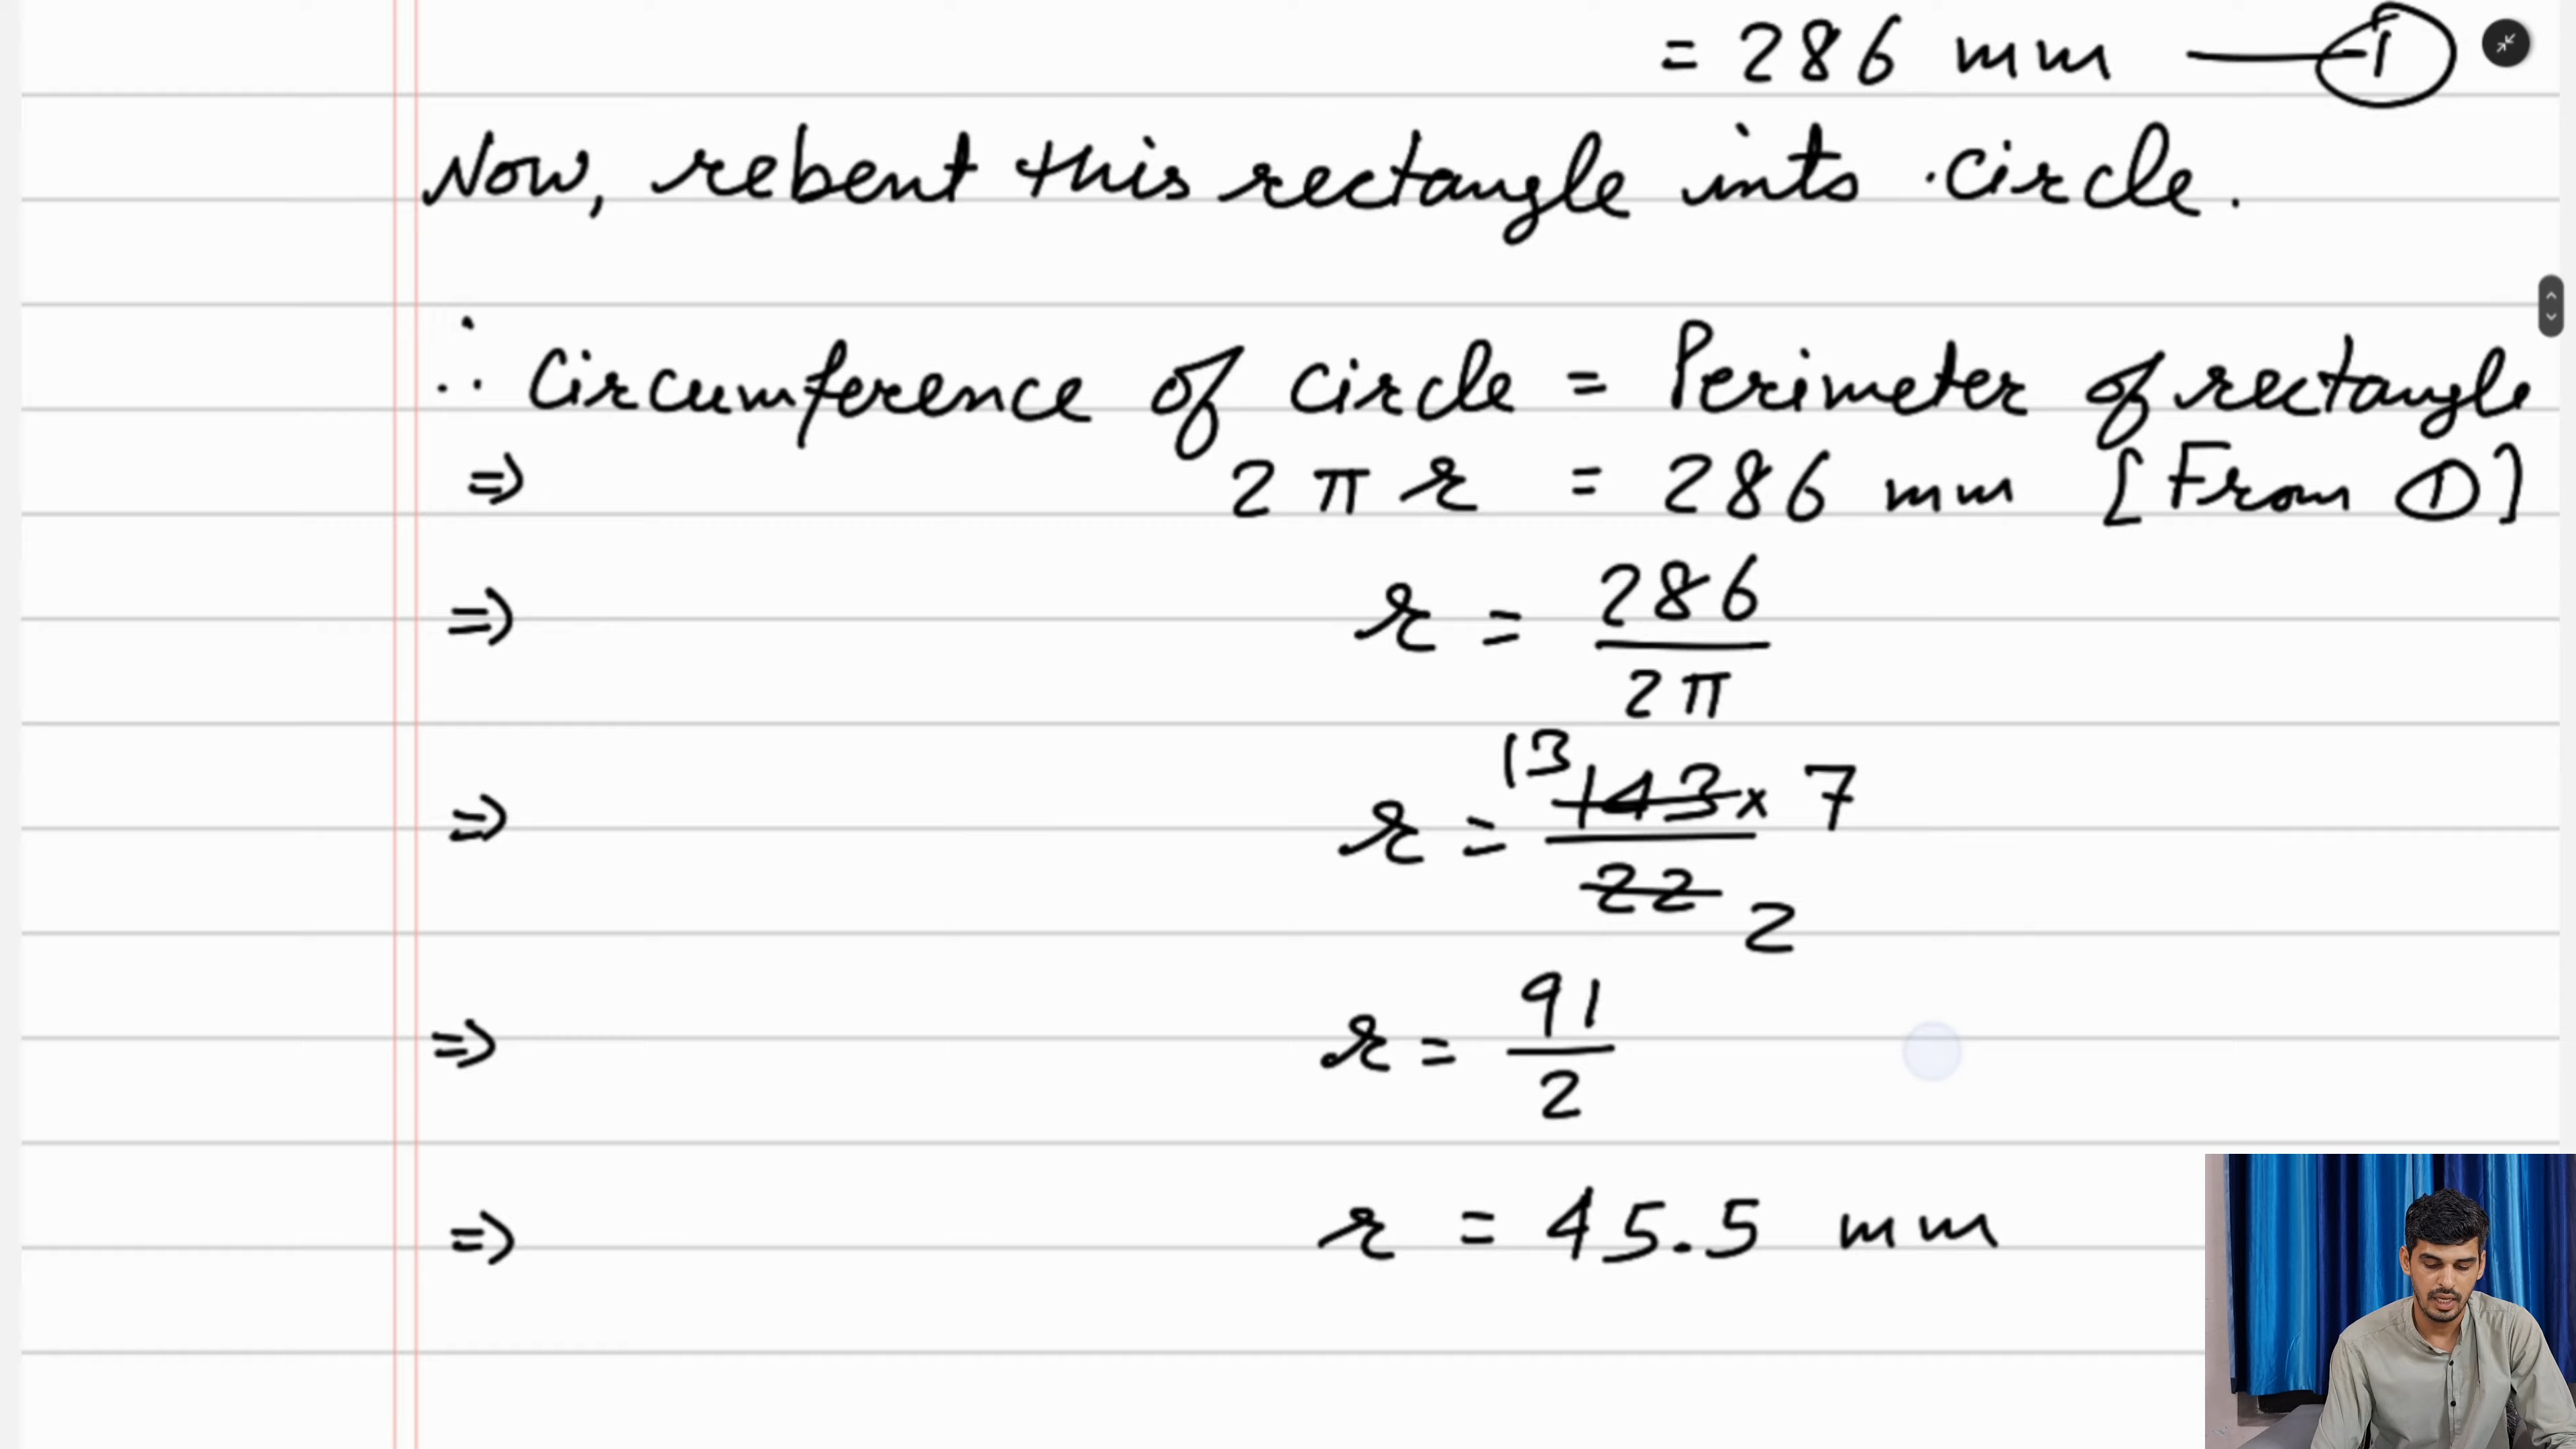 = 286 mm — ①
Now, rebent this rectangle into circle.
∴ Circumference of circle = Perimeter of rectangle
⇒ 2πr = 286 mm [From ①]
⇒ r = 286/2π
⇒ r = 13 143 × 7/22 2
⇒ r = 91/2
⇒ r = 45.5 mm